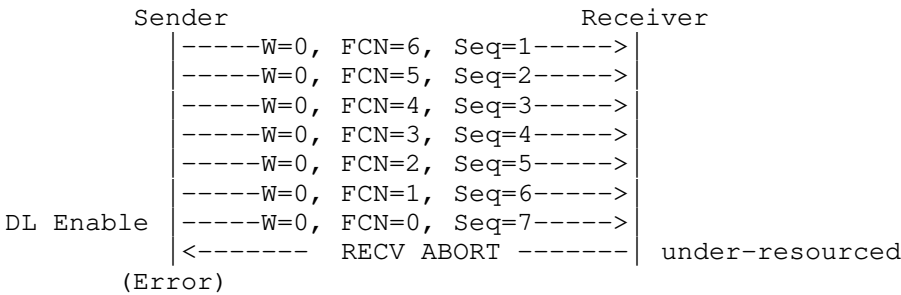 Sender                     Receiver
|-----W=0, FCN=6, Seq=1----->|
|-----W=0, FCN=5, Seq=2----->|
|-----W=0, FCN=4, Seq=3----->|
|-----W=0, FCN=3, Seq=4----->|
|-----W=0, FCN=2, Seq=5----->|
|-----W=0, FCN=1, Seq=6----->|
DL Enable |-----W=0, FCN=0, Seq=7----->|
|<------- RECV ABORT -------| under-resourced
(Error)